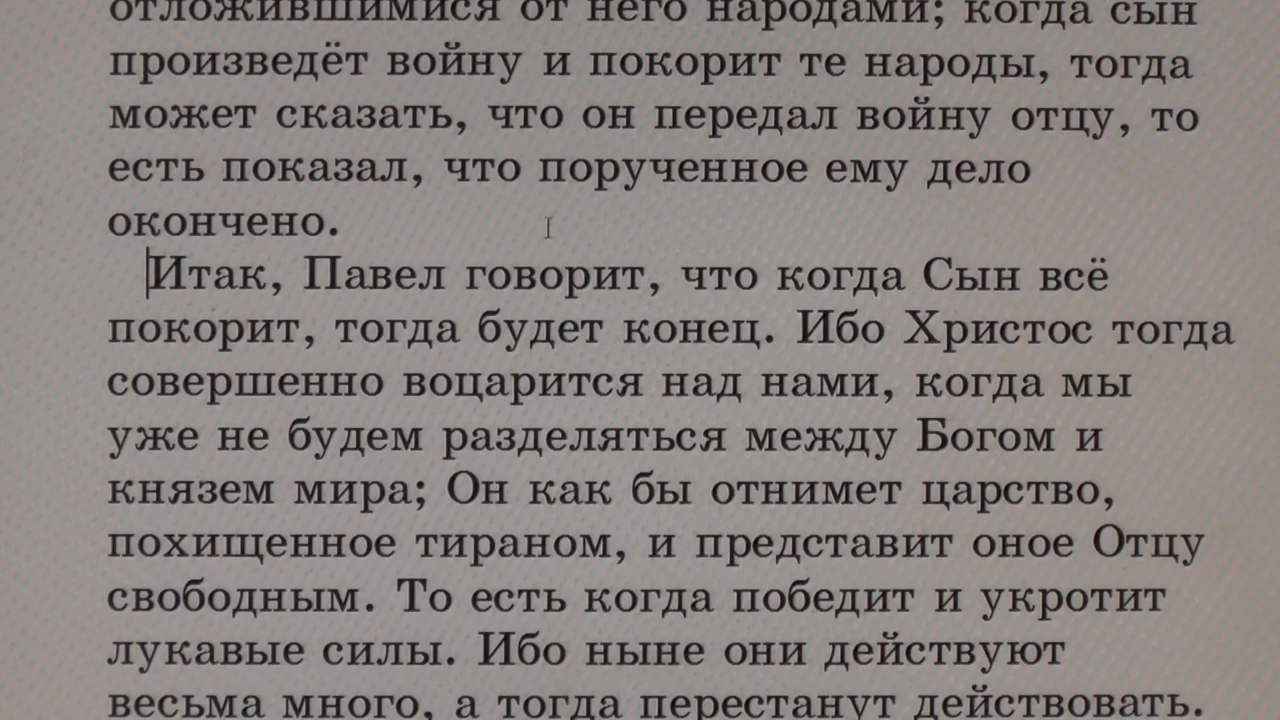 отложившимися от него народами; когда сын
произведёт войну и покорит те народы, тогда
может сказать, что он передал войну отцу, то
есть показал, что порученное ему дело
окончено.
Итак, Павел говорит, что когда Сын всё
покорит, тогда будет конец. Ибо Христос тогда
совершенно воцарится над нами, когда мы
уже не будем разделяться между Богом и
князем мира; Он как бы отнимет царство,
похищенное тираном, и представит оное Отцу
свободным. То есть когда победит и укротит
лукавые силы. Ибо ныне они действуют
весьма много, а тогда перестанут действовать.